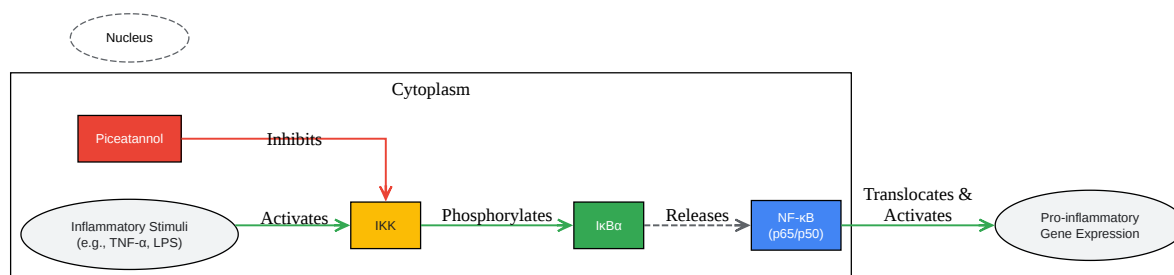 Nucleus
Cytoplasm
Piceatannol
Inhibits
Inflammatory Stimuli
(e.g., TNF-α, LPS)
Activates
IKK
Phosphorylates
IκBα
Releases
NF-κB
(p65/p50)
Translocates &
Activates
Pro-inflammatory
Gene Expression